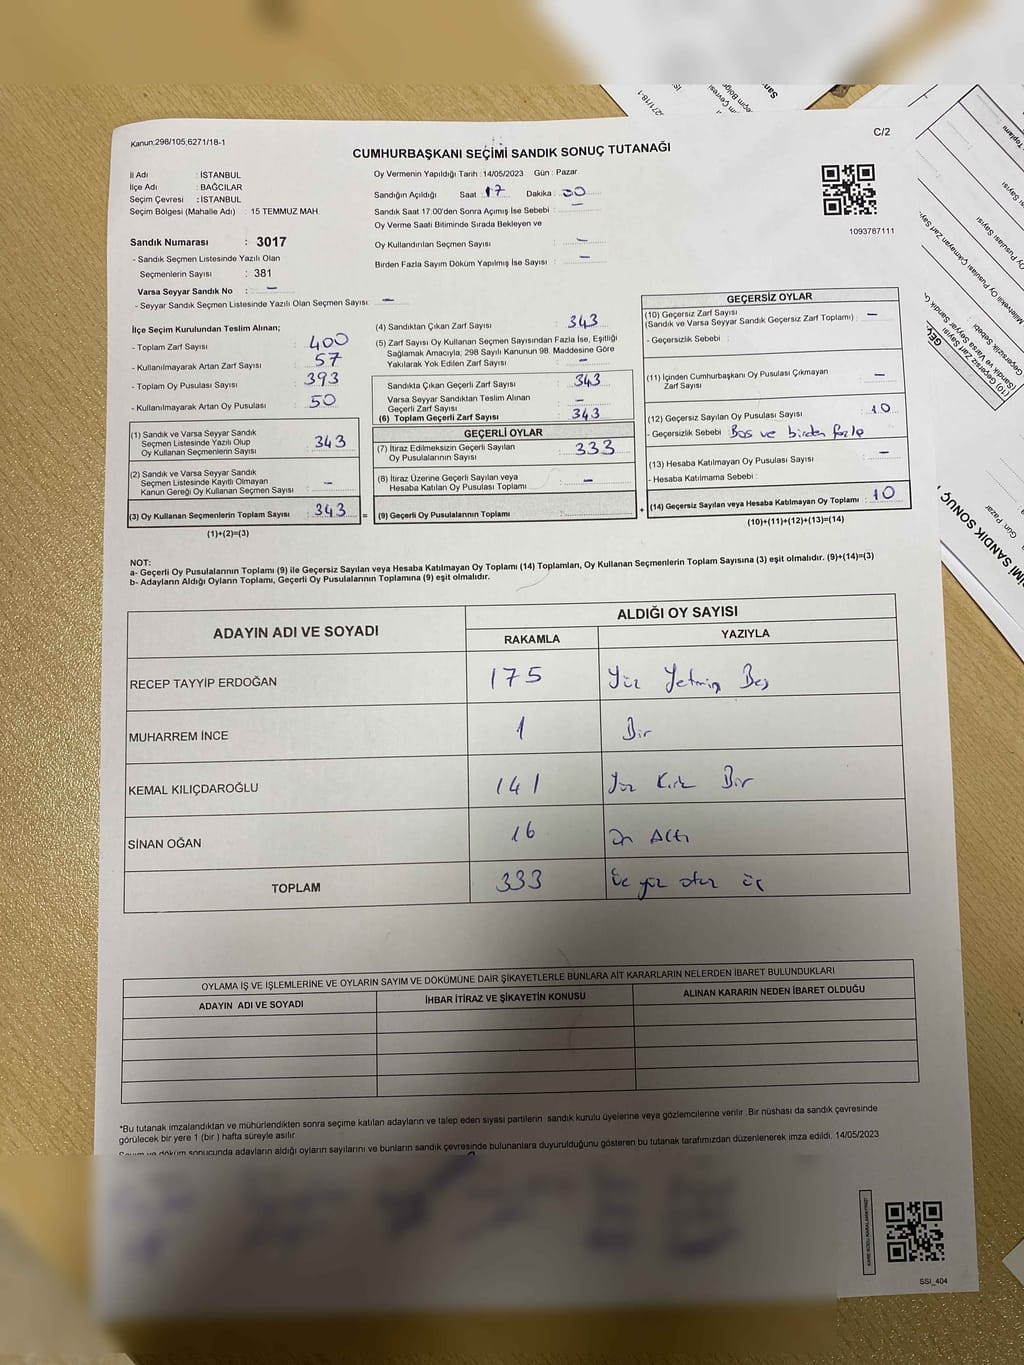 Kanun:298/105;6271/18-1
C/2
CUMHURBAŞKANI SEÇİMİ SANDIK SONUÇ TUTANAĞI
İl Adı : İSTANBUL
İlçe Adı : BAĞCILAR
Seçim Çevresi : İSTANBUL
Seçim Bölgesi (Mahalle Adı) : 15 TEMMUZ MAH.
Oy Vermenin Yapıldığı Tarih : 14/05/2023 Gün : Pazar
Sandığın Açıldığı Saat : 17 Dakika : 00
Sandık Saat 17:00'den Sonra Açılmış İse Sebebi : —
Oy Verme Saati Bitiminde Sırada Bekleyen ve
Oy Kullandırılan Seçmen Sayısı : —
Birden Fazla Sayım Döküm Yapılmış İse Sayısı : —
1093787111
Sandık Numarası : 3017
- Sandık Seçmen Listesinde Yazılı Olan
Seçmenlerin Sayısı : 381
Varsa Seyyar Sandık No : —
- Seyyar Sandık Seçmen Listesinde Yazılı Olan Seçmen Sayısı: —
İlçe Seçim Kurulundan Teslim Alınan;
- Toplam Zarf Sayısı : 400
- Kullanılmayarak Artan Zarf Sayısı : 57
- Toplam Oy Pusulası Sayısı : 393
- Kullanılmayarak Artan Oy Pusulası : 50
(1) Sandık ve Varsa Seyyar Sandık
Seçmen Listesinde Yazılı Olup
Oy Kullanan Seçmenlerin Sayısı : 343
(2) Sandık ve Varsa Seyyar Sandık
Seçmen Listesinde Kayıtlı Olmayan
Kanun Gereği Oy Kullanan Seçmen Sayısı : —
(3) Oy Kullanan Seçmenlerin Toplam Sayısı : 343 =
(1)+(2)=(3)
(4) Sandıktan Çıkan Zarf Sayısı : 343
(5) Zarf Sayısı Oy Kullanan Seçmen Sayısından Fazla İse, Eşitliği
Sağlamak Amacıyla, 298 Sayılı Kanunun 98. Maddesine Göre
Yakılarak Yok Edilen Zarf Sayısı : —
Sandıkta Çıkan Geçerli Zarf Sayısı : 343
Varsa Seyyar Sandıktan Teslim Alınan
Geçerli Zarf Sayısı : —
(6) Toplam Geçerli Zarf Sayısı : 343
GEÇERLİ OYLAR
(7) İtiraz Edilmeksizin Geçerli Sayılan
Oy Pusulalarının Sayısı : 333
(8) İtiraz Üzerine Geçerli Sayılan veya
Hesaba Katılan Oy Pusulası Toplamı : —
(9) Geçerli Oy Pusulalarının Toplamı : +
GEÇERSİZ OYLAR
(10) Geçersiz Zarf Sayısı
(Sandık ve Varsa Seyyar Sandık Geçersiz Zarf Toplamı) : —
- Geçersizlik Sebebi :
(11) İçinden Cumhurbaşkanı Oy Pusulası Çıkmayan
Zarf Sayısı : —
(12) Geçersiz Sayılan Oy Pusulası Sayısı : 10
- Geçersizlik Sebebi : Boş ve birden fazla
(13) Hesaba Katılmayan Oy Pusulası Sayısı : —
- Hesaba Katılmama Sebebi :
(14) Geçersiz Sayılan veya Hesaba Katılmayan Oy Toplamı : 10
(10)+(11)+(12)+(13)=(14)
NOT:
a- Geçerli Oy Pusulalarının Toplamı (9) ile Geçersiz Sayılan veya Hesaba Katılmayan Oy Toplamı (14) Toplamları, Oy Kullanan Seçmenlerin Toplam Sayısına (3) eşit olmalıdır. (9)+(14)=(3)
b- Adayların Aldığı Oyların Toplamı, Geçerli Oy Pusulalarının Toplamına (9) eşit olmalıdır.
ADAYIN ADI VE SOYADI
ALDIĞI OY SAYISI
RAKAMLA YAZIYLA
RECEP TAYYİP ERDOĞAN 175 Yüz Yetmiş Beş
MUHARREM İNCE 1 Bir
KEMAL KILIÇDAROĞLU 141 Yüz Kırk Bir
SİNAN OĞAN 16 On Altı
TOPLAM 333 Üç yüz otuz üç
OYLAMA İŞ VE İŞLEMLERİNE VE OYLARIN SAYIM VE DÖKÜMÜNE DAİR ŞİKAYETLERLE BUNLARA AİT KARARLARIN NELERDEN İBARET BULUNDUKLARI
ADAYIN ADI VE SOYADI İHBAR İTİRAZ VE ŞİKAYETİN KONUSU ALINAN KARARIN NEDEN İBARET OLDUĞU
*Bu tutanak imzalandıktan ve mühürlendikten sonra seçime katılan adayların ve talep eden siyasi partilerin sandık kurulu üyelerine veya gözlemcilerine verilir. Bir nüshası da sandık çevresinde
görülecek bir yere 1 (bir) hafta süreyle asılır.
Sayım ve döküm sonucunda adayların aldığı oyların sayılarını ve bunların sandık çevresinde bulunanlara duyurulduğunu gösteren bu tutanak tarafımızdan düzenlenerek imza edildi. 14/05/2023
SSI_404